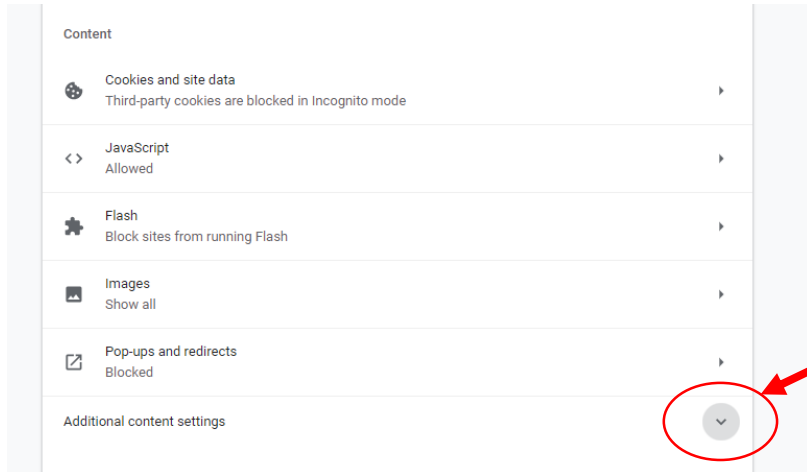 Content
Cookies and site data
Third-party cookies are blocked in Incognito mode
JavaScript
Allowed
Flash
Block sites from running Flash
Images
Show all
Pop-ups and redirects
Blocked
Additional content settings